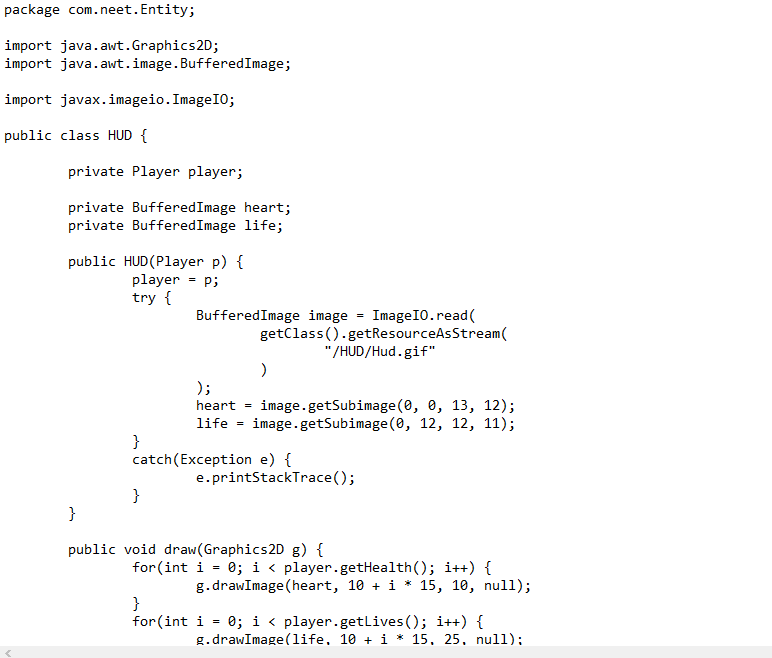 package com.neet.Entity;
import java.awt.Graphics2D;
import java.awt.image.BufferedImage;
import javax.imageio.ImageIO;
public class HUD {
private Player player;
private BufferedImage heart;
private BufferedImage life;
public HUD(Player p) {
player = p;
try {
BufferedImage image = ImageIO.read(
getClass().getResourceAsStream(
"/HUD/Hud.gif"
)
);
heart = image.getSubimage(0, 0, 13, 12);
life = image.getSubimage(0, 12, 12, 11);
}
catch(Exception e) {
e.printStackTrace();
}
}
public void draw(Graphics2D g) {
for(int i = 0; i < player.getHealth(); i++) {
g.drawImage(heart, 10 + i * 15, 10, null);
}
for(int i = 0; i < player.getLives(); i++) {
g.drawImage(life, 10 + i * 15, 25, null);